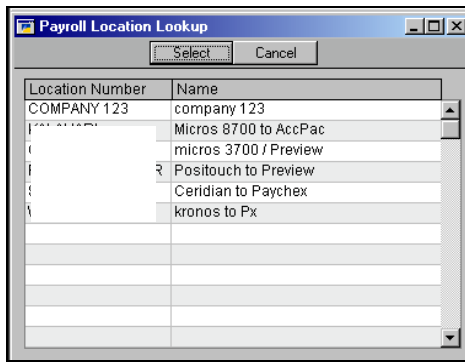 Payroll Location Lookup
Select Cancel
Location Number Name
COMPANY 123 company 123
Micros 8700 to AccPac
micros 3700 / Preview
R Positouch to Preview
Ceridian to Paychex
kronos to Px